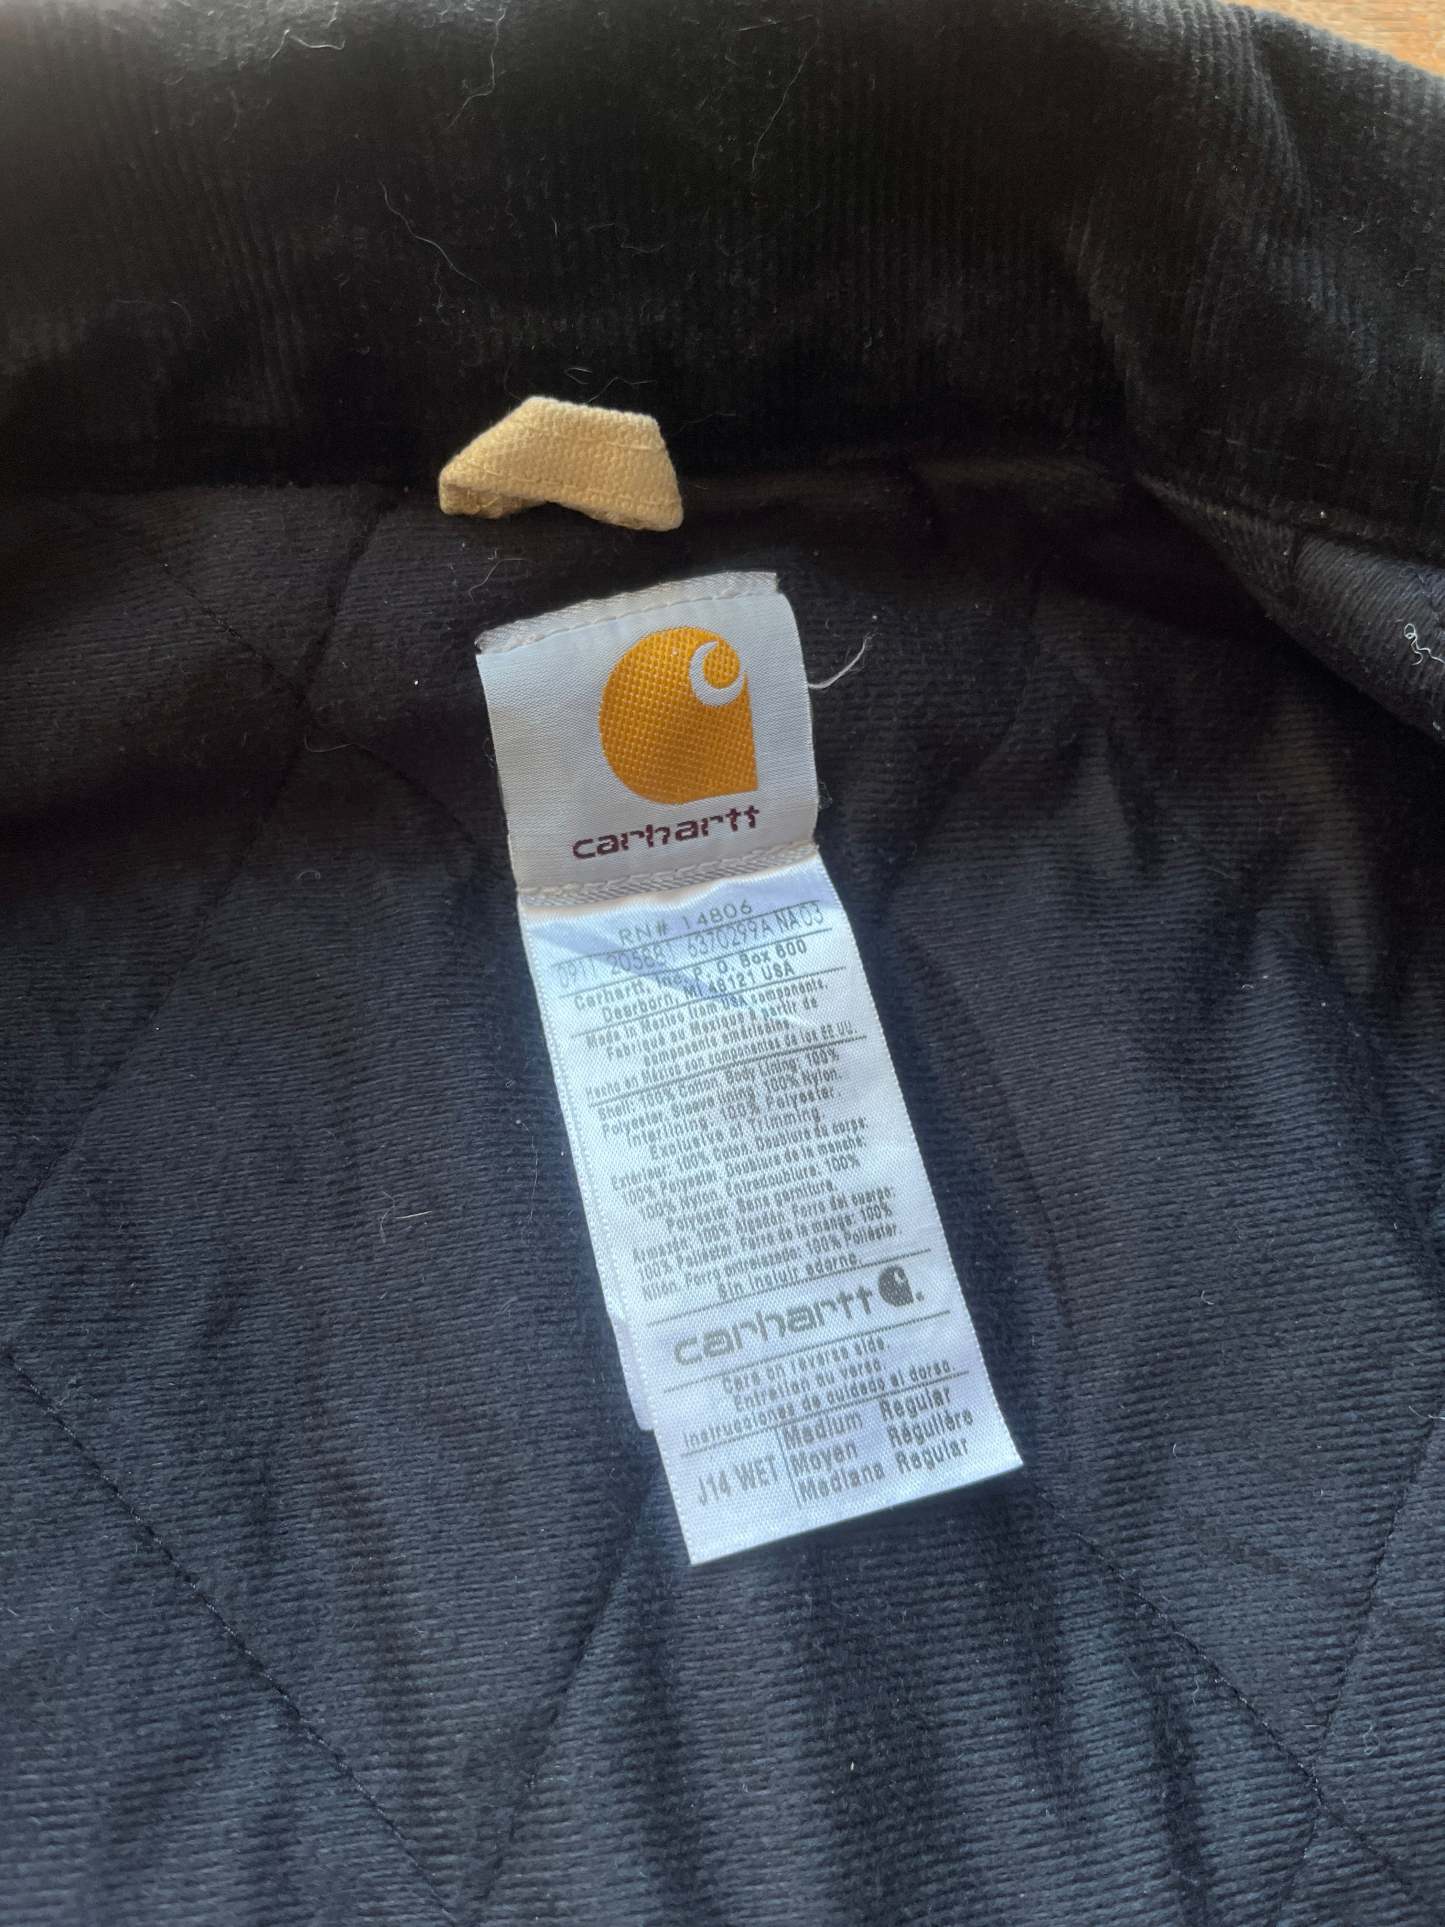 carhartt
RN# 14806
0911 205881 6370299A NA03
Carhartt, Inc. P. O. Box 600
Dearborn, MI 48121 USA
Made in Mexico from USA components.
Fabriqué au Mexique à partir de
composants américains.
Hecho en México con componentes de los EE UU.
Shell: 100% Cotton. Body Lining: 100%
Polyester. Sleeve lining: 100% Nylon.
Interlining: 100% Polyester.
Exclusive of Trimming.
Extérieur: 100% Coton. Doublure du corps:
100% Polyester. Doublure de la manche:
100% Nylon. Entredoublure. 100%
Polyester. Sans garniture.
Armazón: 100% Algodón. Forro del cuerpo:
100% Poliéster. Forro de la manga: 100%
Nilón. Forro entrelazado: 100% Poliéster.
Sin incluir adorno.
carhartt
Care on reverse side.
Entretien au verso.
Instrucciones de cuidado al dorso.
J14 WET
Medium Regular
Moyen Régulière
Mediana Regular